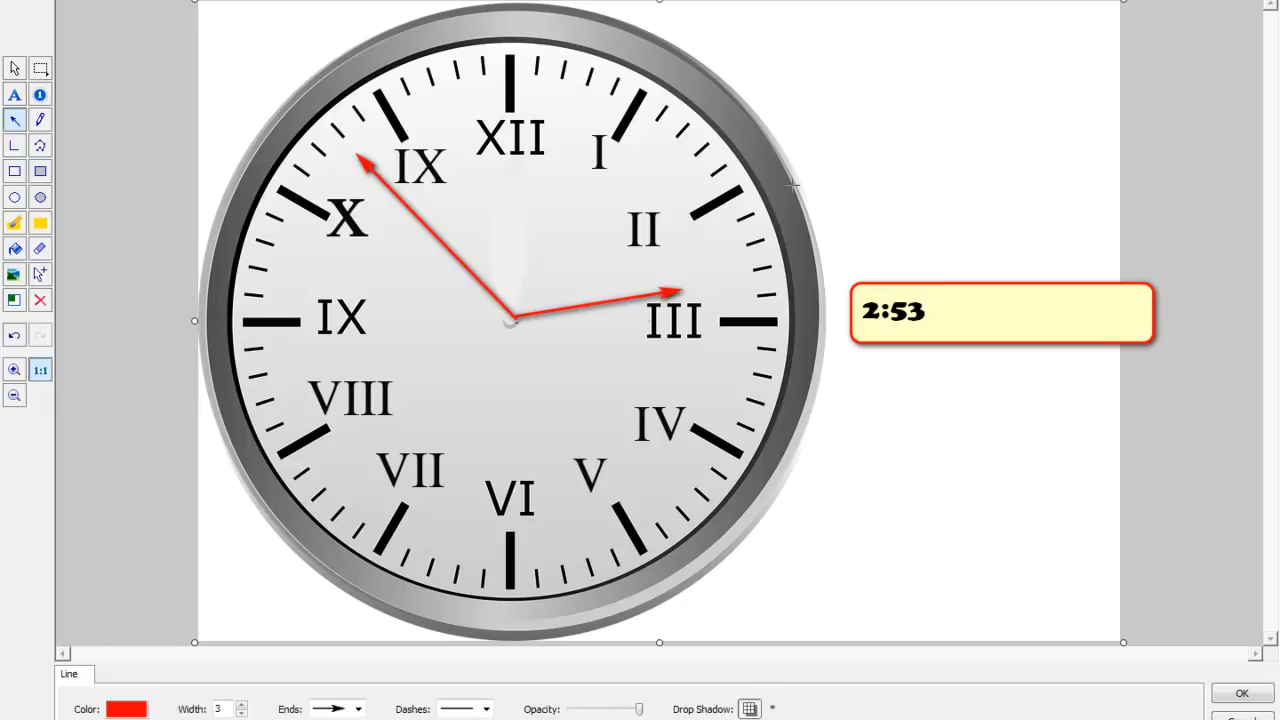 XII
IX
I
X
II
IX
III
2:53
VIII
IV
VII
V
VI
A
1
1:1
Line
OK
Color:
Width: 3
Ends:
Dashes:
Opacity:
Drop Shadow: